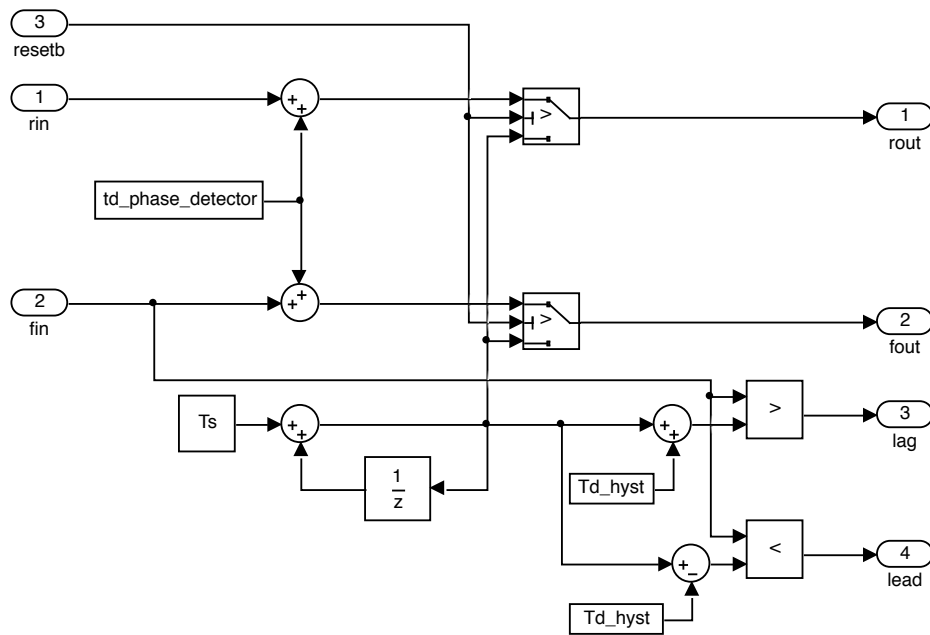 3
resetb
1
rin
+
+
>
1
rout
td_phase_detector
2
fin
+
+
>
2
fout
Ts
+
+
+
+
>
3
lag
1
z
Td_hyst
+
−
<
4
lead
Td_hyst